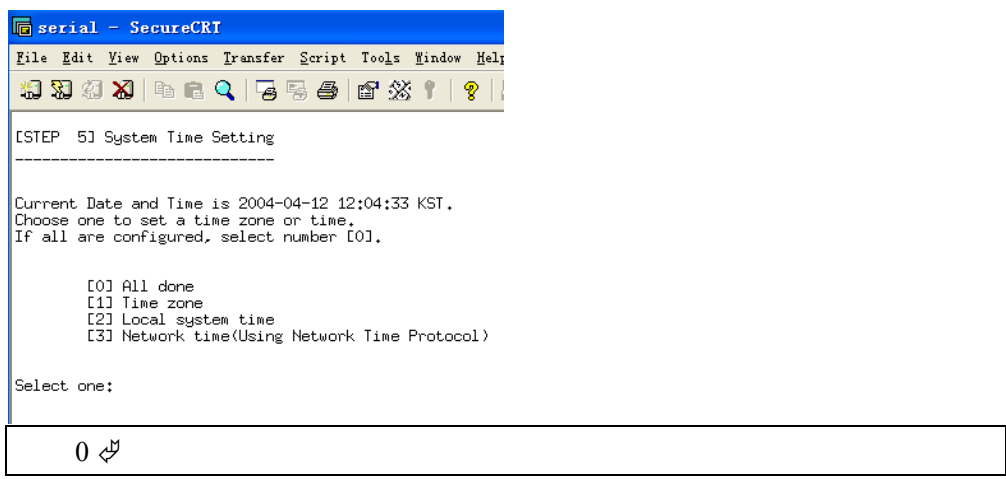 serial - SecureCRT
File Edit View Options Transfer Script Tools Window Help
[STEP  5] System Time Setting
-----------------------------
Current Date and Time is 2004-04-12 12:04:33 KST.
Choose one to set a time zone or time.
If all are configured, select number [0].
[0] All done
[1] Time zone
[2] Local system time
[3] Network time(Using Network Time Protocol)
Select one:
0 ↵